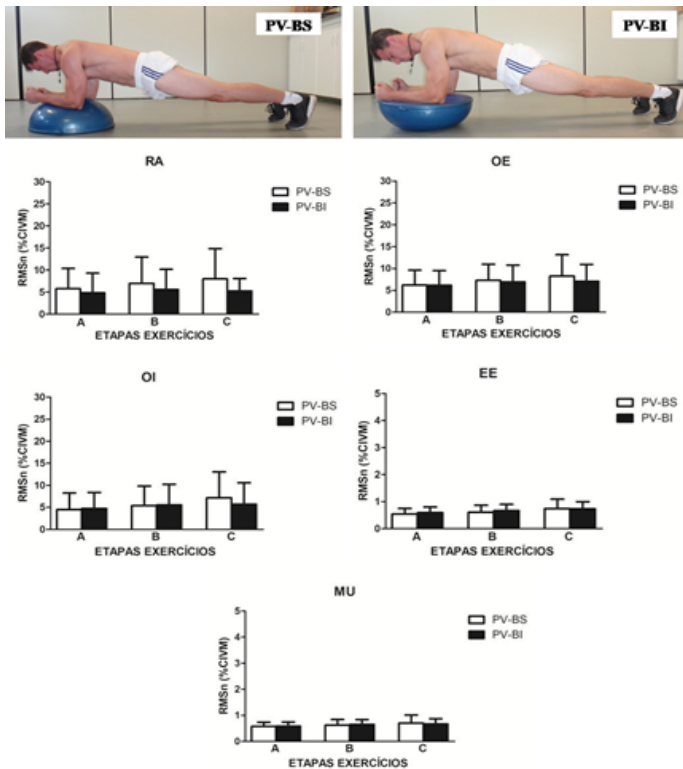 PV-BS
PV-BI
RA
RMSn (%CIVM)
30
25
20
15
10
5
0
A
B
C
ETAPAS EXERCÍCIOS
PV-BS
PV-BI
OE
RMSn (%CIVM)
30
25
20
15
10
5
0
A
B
C
ETAPAS EXERCÍCIOS
PV-BS
PV-BI
OI
RMSn (%CIVM)
30
25
20
15
10
5
0
A
B
C
ETAPAS EXERCÍCIOS
PV-BS
PV-BI
EE
RMSn (%CIVM)
5
4
3
2
1
0
A
B
C
ETAPAS EXERCÍCIOS
PV-BS
PV-BI
MU
RMSn (%CIVM)
5
4
3
2
1
0
A
B
C
ETAPAS EXERCÍCIOS
PV-BS
PV-BI